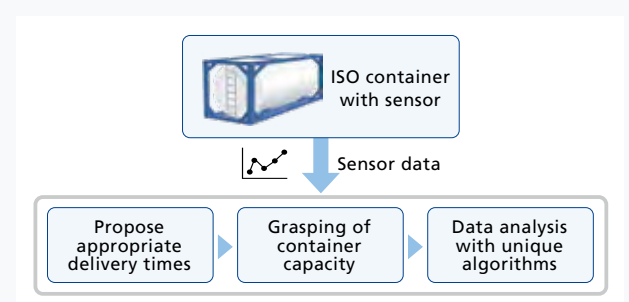 ISO container
with sensor
Sensor data
Propose
appropriate
delivery times
Grasping of
container
capacity
Data analysis
with unique
algorithms